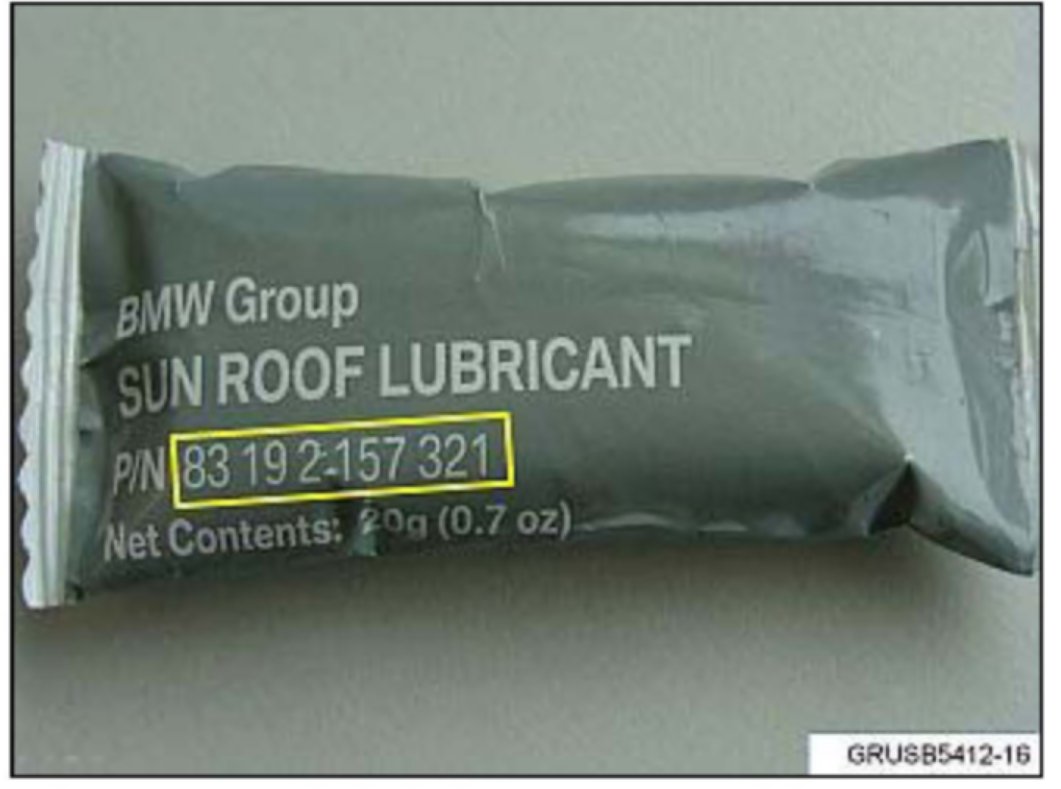 BMW Group
SUN ROOF LUBRICANT
P/N 83 19 2-157 321
Net Contents: 20g (0.7 oz)
GRUSB5412-16